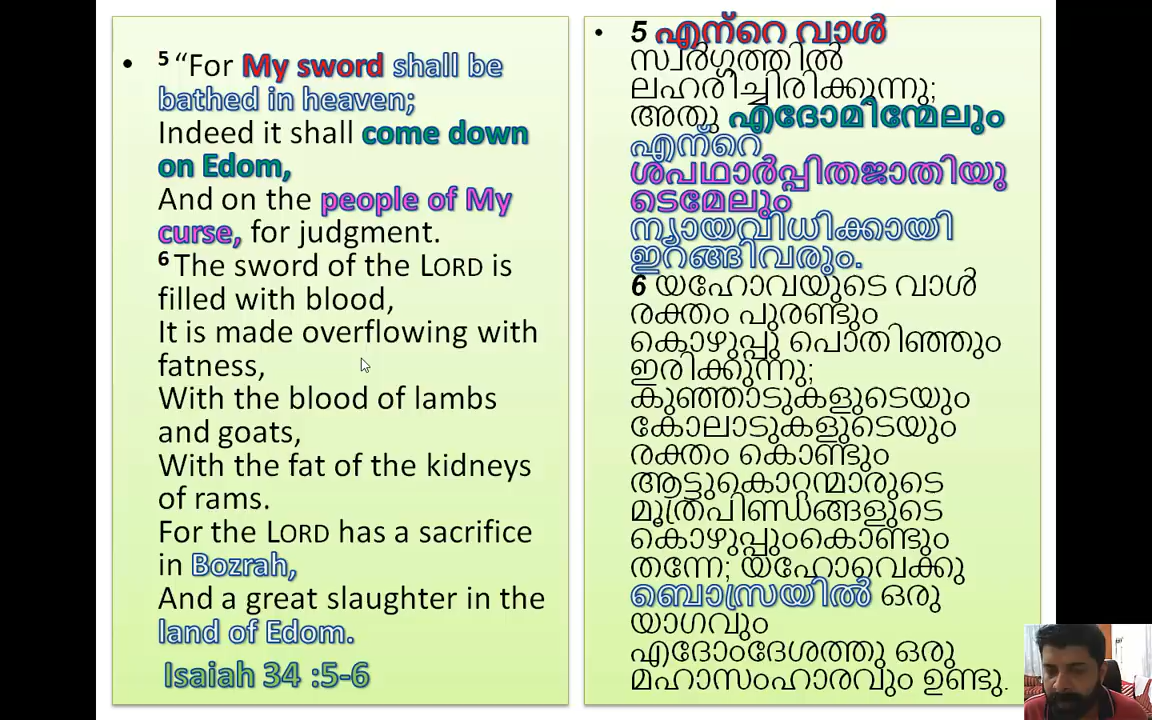 • 5 “For My sword shall be
bathed in heaven;
Indeed it shall come down
on Edom,
And on the people of My
curse, for judgment.
6 The sword of the LORD is
filled with blood,
It is made overflowing with
fatness,
With the blood of lambs
and goats,
With the fat of the kidneys
of rams.
For the LORD has a sacrifice
in Bozrah,
And a great slaughter in the
land of Edom.
Isaiah 34 :5-6
• 5 എന്റെ വാൾ
സ്വർഗ്ഗത്തിൽ
ലഹരിച്ചിരിക്കുന്നു;
അതു എദോമിന്മേലും
എന്റെ
ശപഥാർപ്പിതജാതിയു
ടെമേലും
ന്യായവിധിക്കായി
ഇറങ്ങിവരും.
6 യഹോവയുടെ വാൾ
രക്തം പുരണ്ടും
കൊഴുപ്പു പൊതിഞ്ഞും
ഇരിക്കുന്നു;
കുഞ്ഞാടുകളുടെയും
കോലാടുകളുടെയും
രക്തം കൊണ്ടും
ആട്ടുകൊറ്റന്മാരുടെ
മൂത്രപിണ്ഡങ്ങളുടെ
കൊഴുപ്പുംകൊണ്ടും
തന്നേ; യഹോവെക്കു
ബൊസ്രയിൽ ഒരു
യാഗവും
എദോംദേശത്തു ഒരു
മഹാസംഹാരവും ഉണ്ടു.